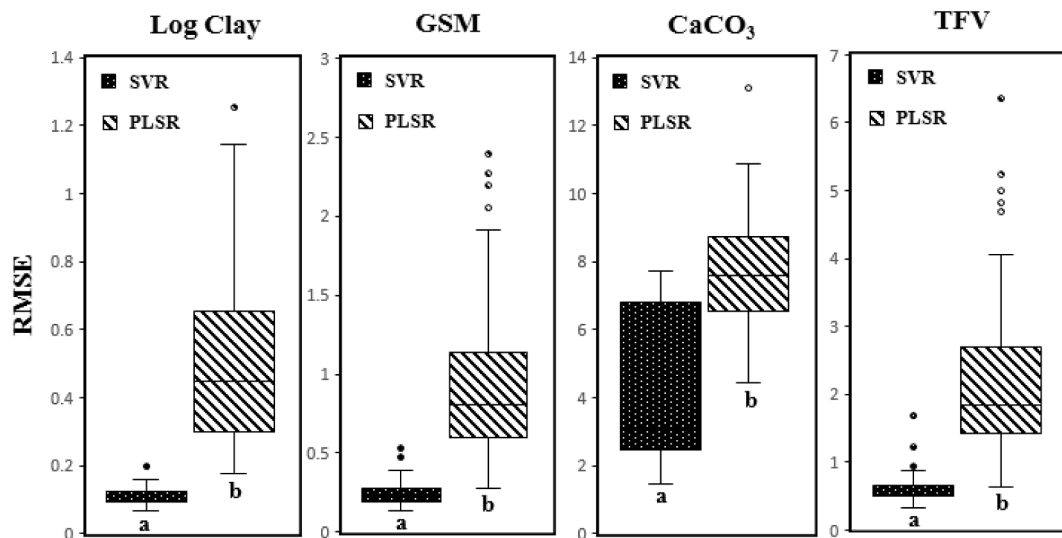 Log Clay
GSM
CaCO₃
TFV
RMSE
1.4
1.2
1
0.8
0.6
0.4
0.2
0
SVR
PLSR
a
b
3
2.5
2
1.5
1
0.5
0
SVR
PLSR
a
b
14
12
10
8
6
4
2
0
SVR
PLSR
a
b
7
6
5
4
3
2
1
0
SVR
PLSR
a
b